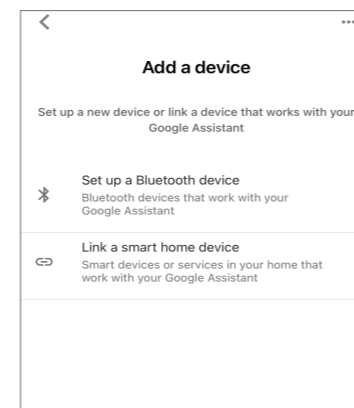 Add a device
Set up a new device or link a device that works with your
Google Assistant
Set up a Bluetooth device
Bluetooth devices that work with your
Google Assistant
Link a smart home device
Smart devices or services in your home that
work with your Google Assistant